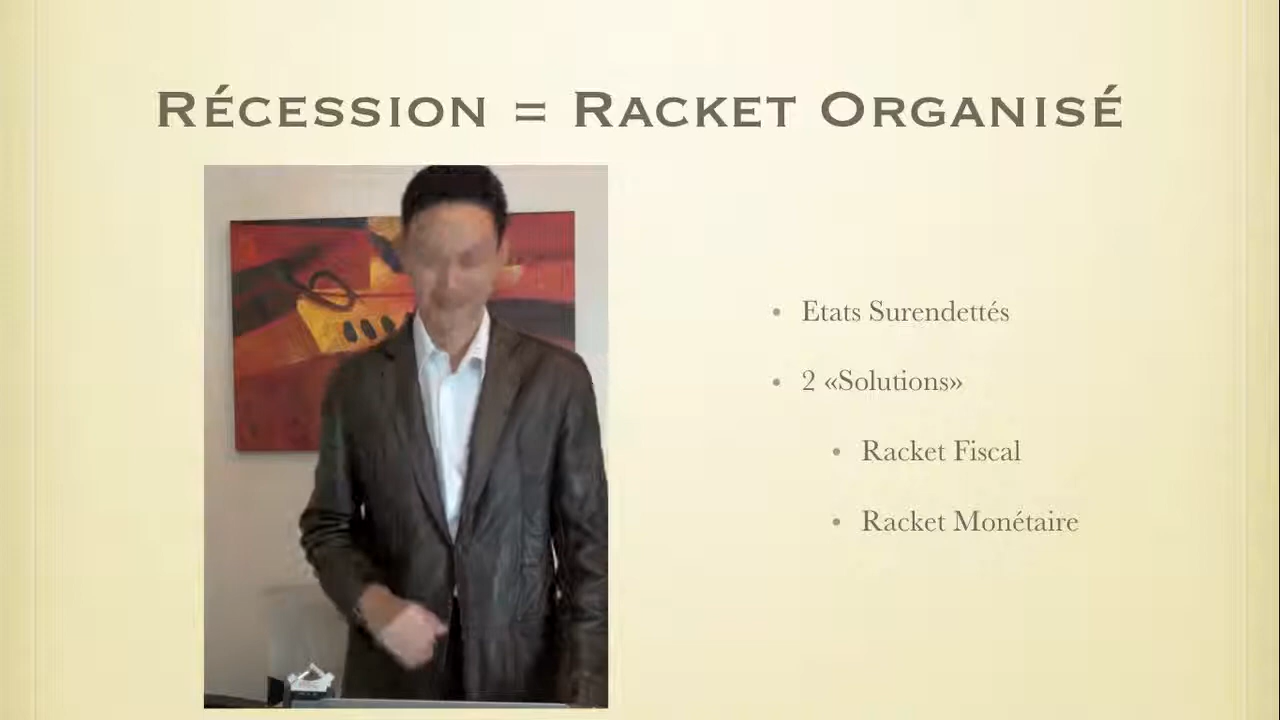 Récession = Racket Organisé
• Etats Surendettés
• 2 «Solutions»
• Racket Fiscal
• Racket Monétaire